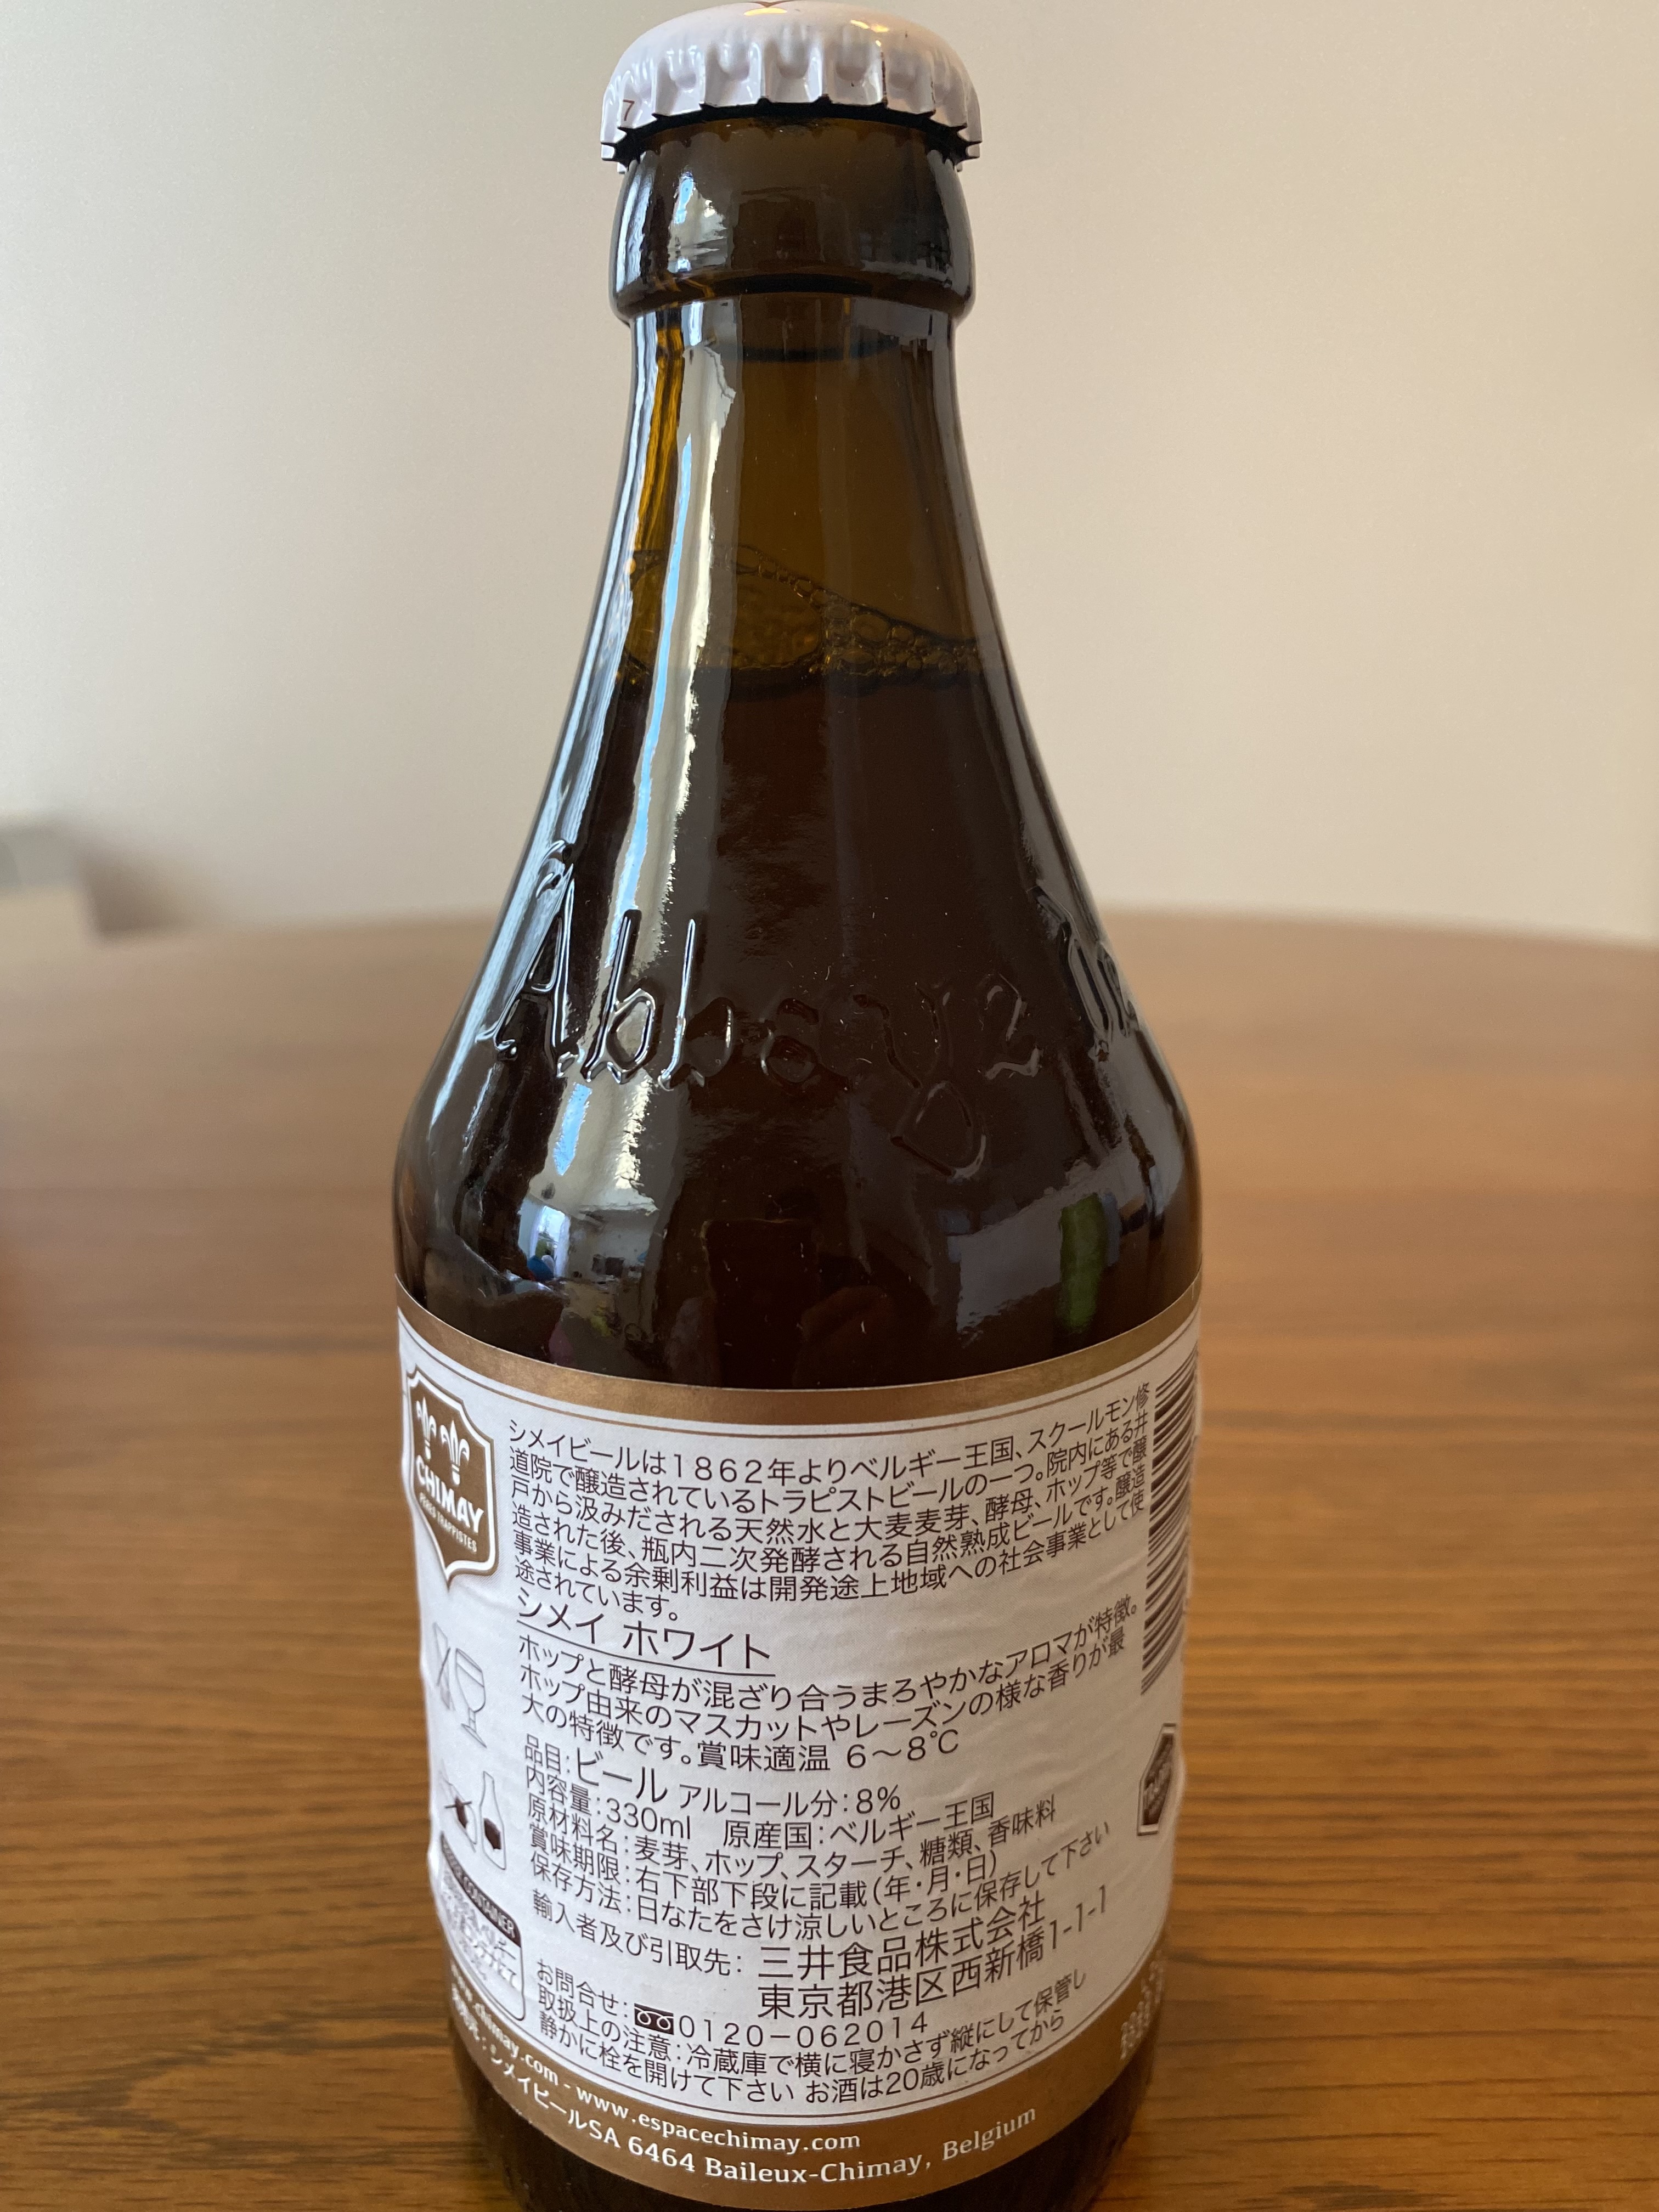 7
Abbaye
CHIMAY
PÈRES TRAPPISTES
シメイビールは1862年よりベルギー王国、スクールモン修
道院で醸造されているトラピストビールの一つ。院内にある井
戸から汲みだされる天然水と大麦麦芽、酵母、ホップ等で醸
造された後、瓶内二次発酵される自然熟成ビールです。醸造
事業による余剰利益は開発途上地域への社会事業として使
途されています。
シメイ ホワイト
ホップと酵母が混ざり合うまろやかなアロマが特徴。
ホップ由来のマスカットやレーズンの様な香りが最
大の特徴です。賞味適温 6～8℃
品目:ビール アルコール分:8%
内容量:330ml 原産国:ベルギー王国
原材料名:麦芽、ホップ、スターチ、糖類、香味料
賞味期限:右下部下段に記載(年・月・日)
保存方法:日なたをさけ涼しいところに保存して下さい
輸入者及び引取先: 三井食品株式会社
東京都港区西新橋1-1-1
お問合せ:0120－062014
取扱上の注意:冷蔵庫で横に寝かさず縦にして保管し
静かに栓を開けて下さい お酒は20歳になってから
CONTAINER
www.chimay.com - www.espacechimay.com
シメイビールSA 6464 Baileux-Chimay, Belgium